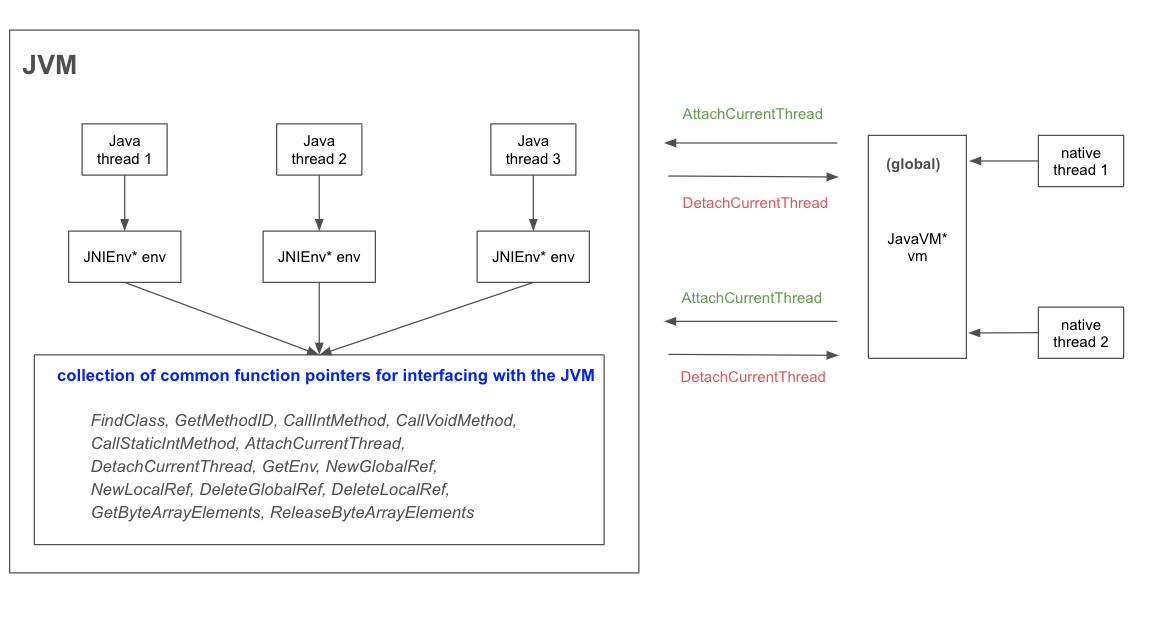 JVM
Java
thread 1
Java
thread 2
Java
thread 3
JNIEnv* env
JNIEnv* env
JNIEnv* env
collection of common function pointers for interfacing with the JVM
FindClass, GetMethodID, CallIntMethod, CallVoidMethod,
CallStaticIntMethod, AttachCurrentThread,
DetachCurrentThread, GetEnv, NewGlobalRef,
NewLocalRef, DeleteGlobalRef, DeleteLocalRef,
GetByteArrayElements, ReleaseByteArrayElements
AttachCurrentThread
DetachCurrentThread
AttachCurrentThread
DetachCurrentThread
(global)
JavaVM*
vm
native
thread 1
native
thread 2